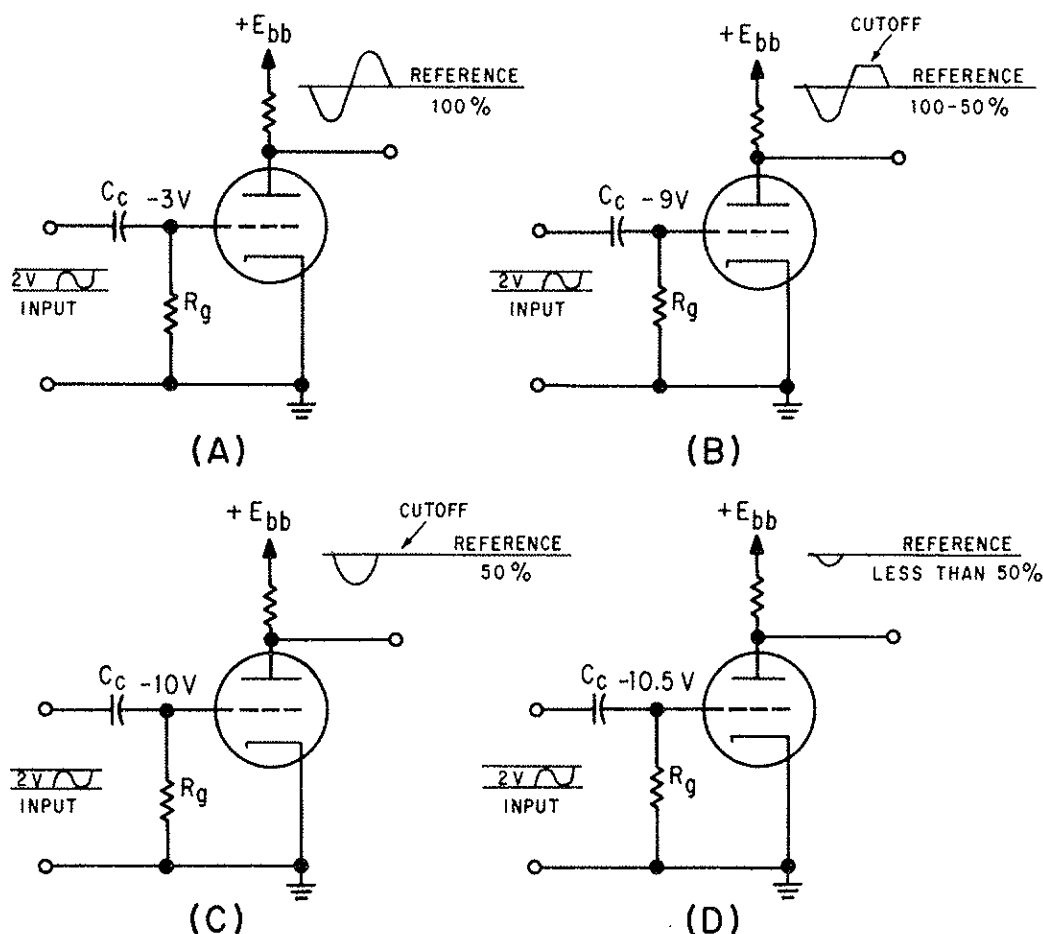 +Ebb
REFERENCE
100%
Cc -3V
2V
INPUT
Rg
(A)
CUTOFF
+Ebb
REFERENCE
100-50%
Cc -9V
2V
INPUT
Rg
(B)
CUTOFF
+Ebb
REFERENCE
50%
Cc -10V
2V
INPUT
Rg
(C)
+Ebb
REFERENCE
LESS THAN 50%
Cc -10.5V
2V
INPUT
Rg
(D)